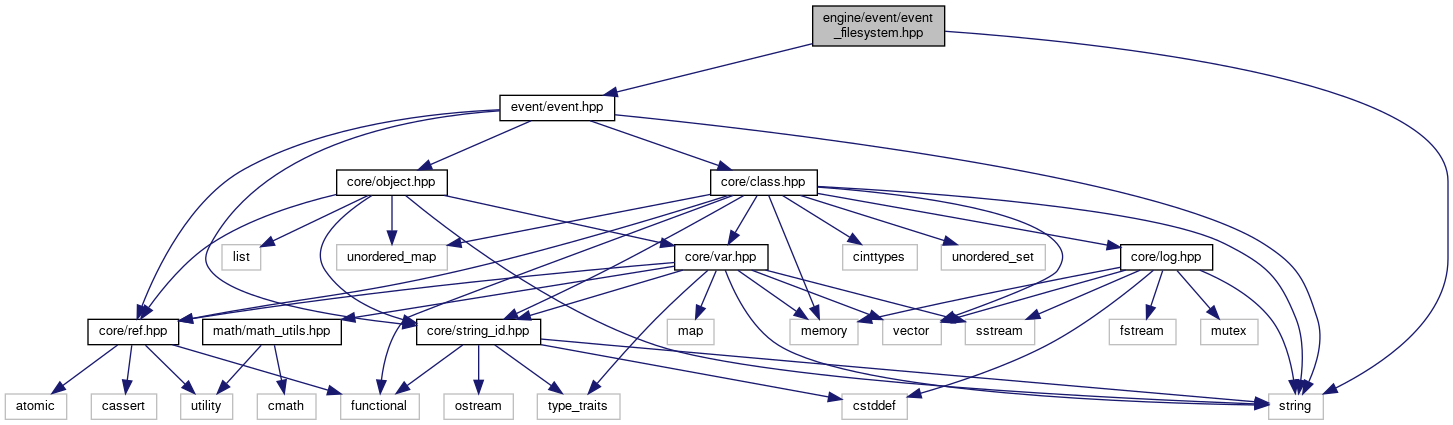 engine/event/event
_filesystem.hpp
event/event.hpp
core/object.hpp
core/class.hpp
list
unordered_map
core/var.hpp
cinttypes
unordered_set
core/log.hpp
core/ref.hpp
math/math_utils.hpp
core/string_id.hpp
map
memory
vector
sstream
fstream
mutex
atomic
cassert
utility
cmath
functional
ostream
type_traits
cstddef
string